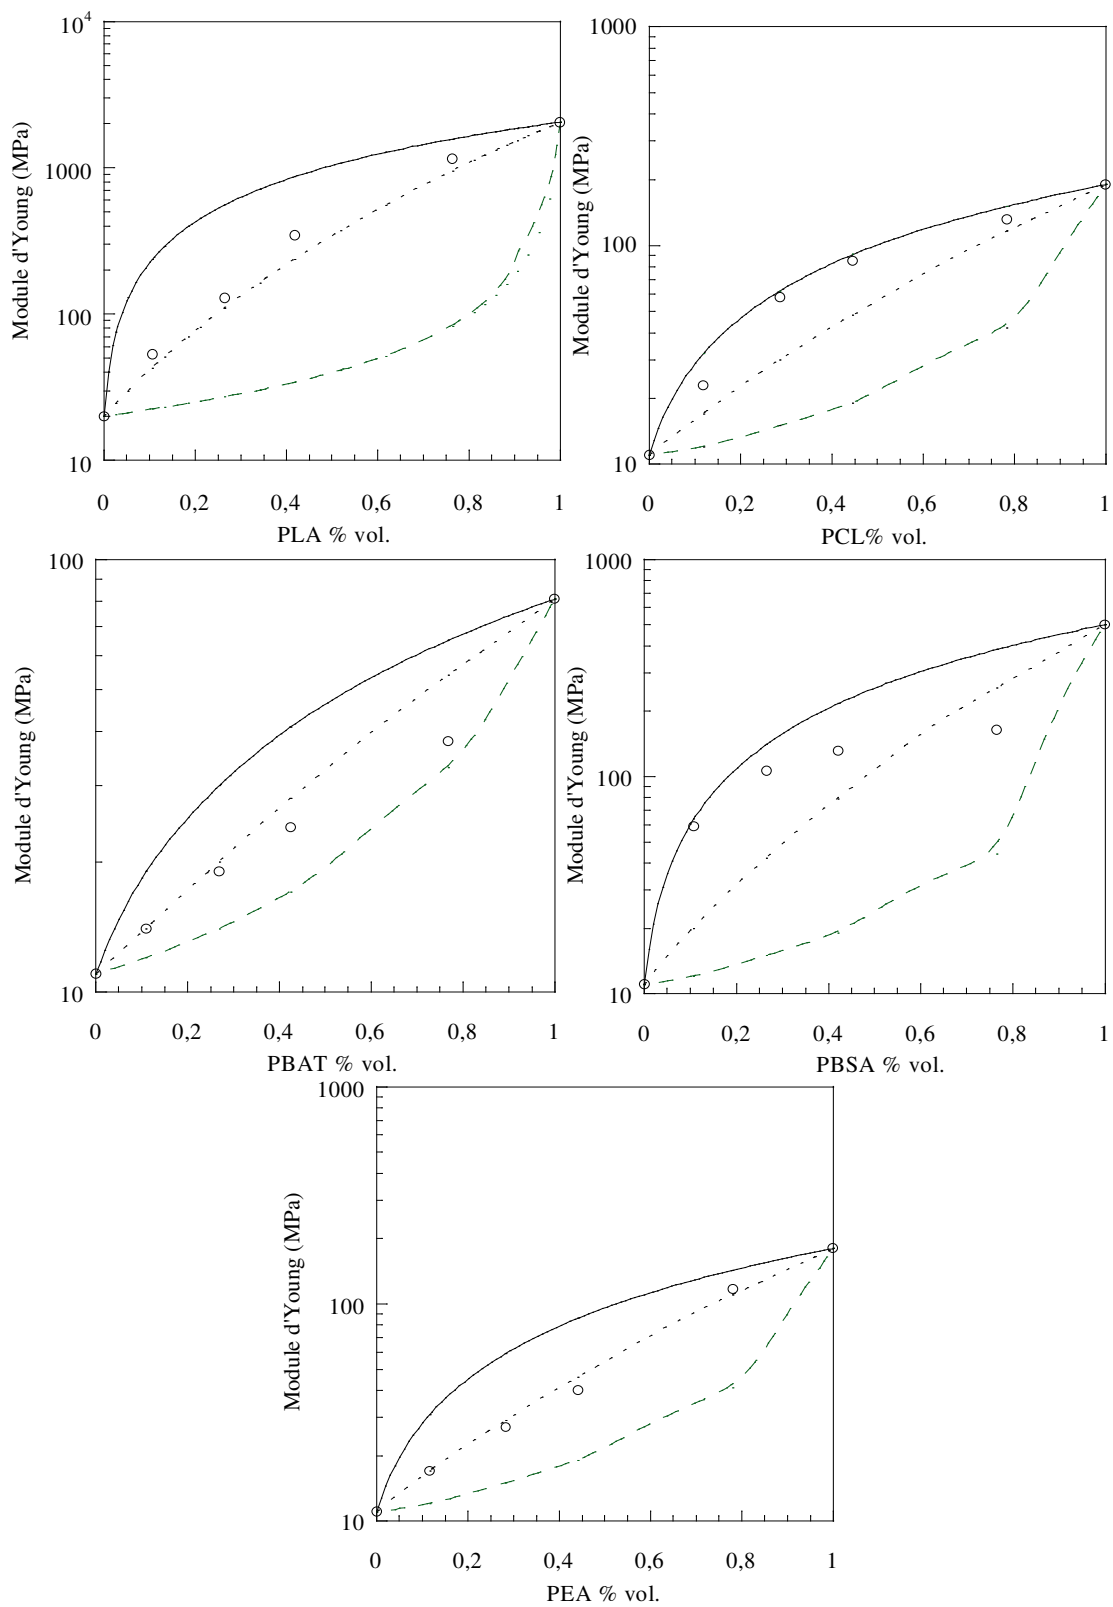 10⁴
1000
100
10
Module d'Young (MPa)
0 0,2 0,4 0,6 0,8 1
PLA % vol.
1000
100
10
Module d'Young (MPa)
0 0,2 0,4 0,6 0,8 1
PCL% vol.
100
10
Module d'Young (MPa)
0 0,2 0,4 0,6 0,8 1
PBAT % vol.
1000
100
10
Module d'Young (MPa)
0 0,2 0,4 0,6 0,8 1
PBSA % vol.
1000
100
10
Module d'Young (MPa)
0 0,2 0,4 0,6 0,8 1
PEA % vol.